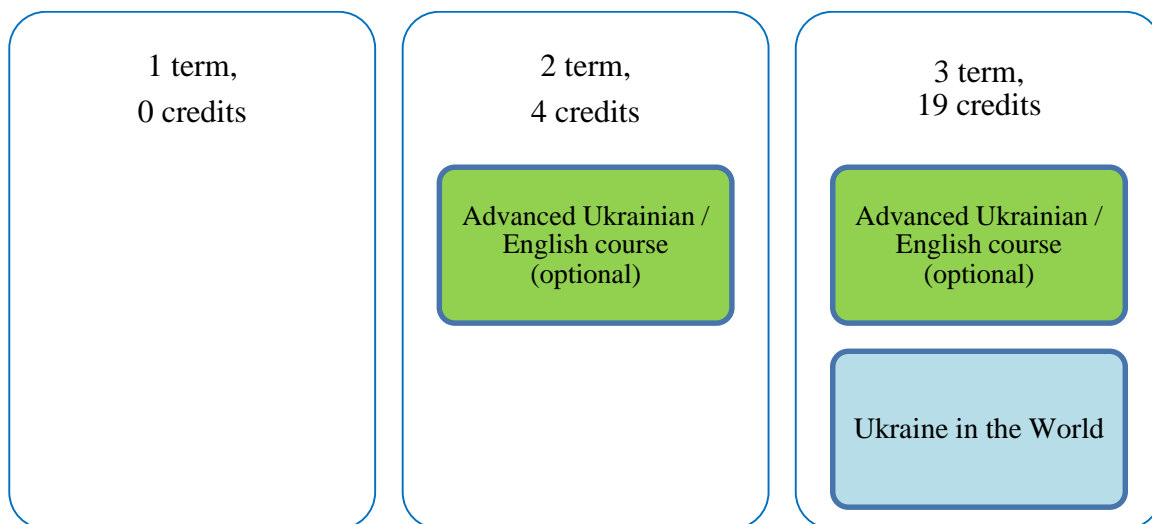 1 term,
0 credits
2 term,
4 credits
Advanced Ukrainian /
English course
(optional)
3 term,
19 credits
Advanced Ukrainian /
English course
(optional)
Ukraine in the World